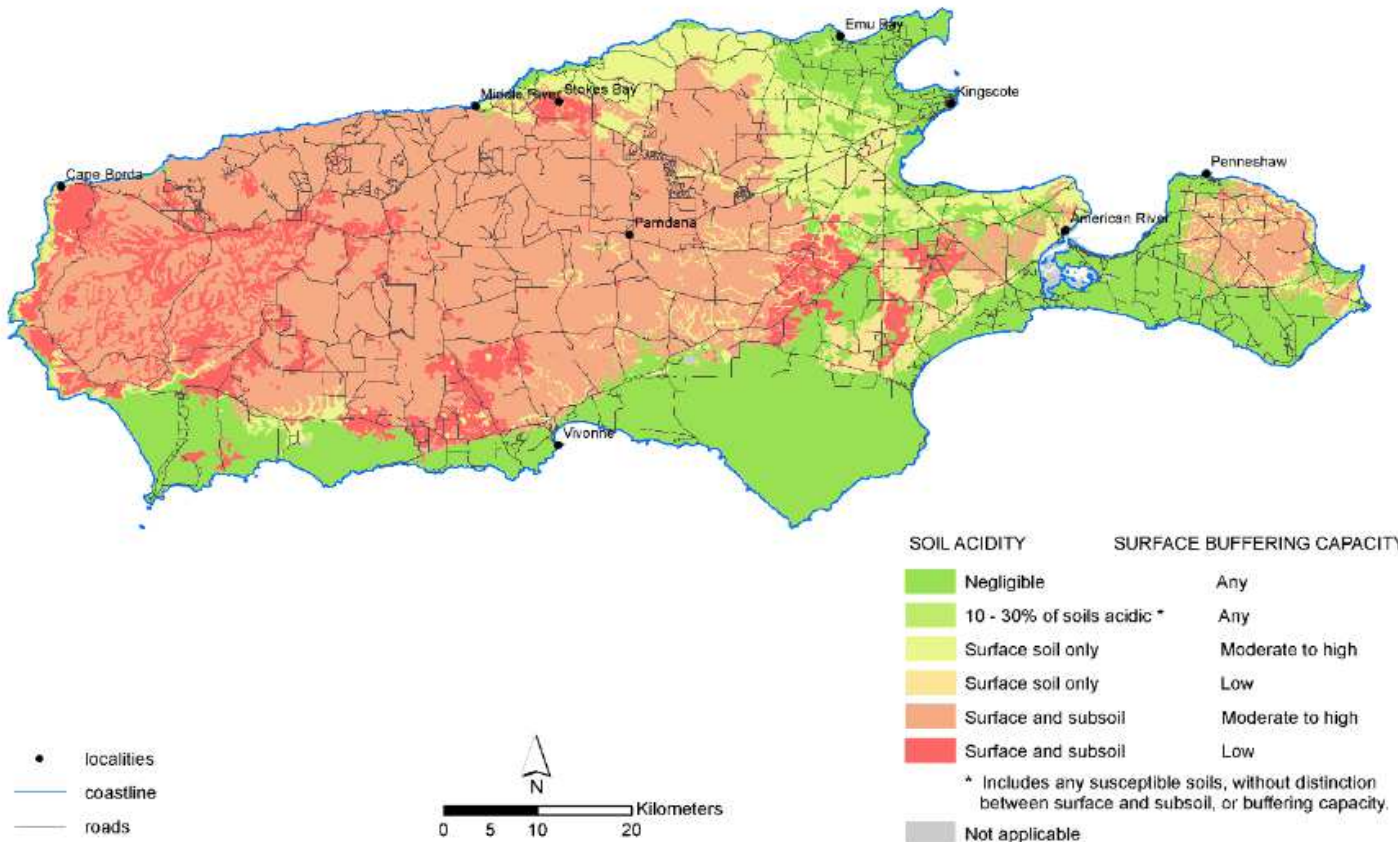 Emu Bay
Middle River
Stokes Bay
Kingscote
Cape Borda
Penneshaw
Parndana
American River
Vivonne
SOIL ACIDITY SURFACE BUFFERING CAPACITY
Negligible Any
10 - 30% of soils acidic * Any
Surface soil only Moderate to high
Surface soil only Low
Surface and subsoil Moderate to high
Surface and subsoil Low
* Includes any susceptible soils, without distinction
between surface and subsoil, or buffering capacity.
Not applicable
localities
coastline
roads
N
Kilometers
0 5 10 20